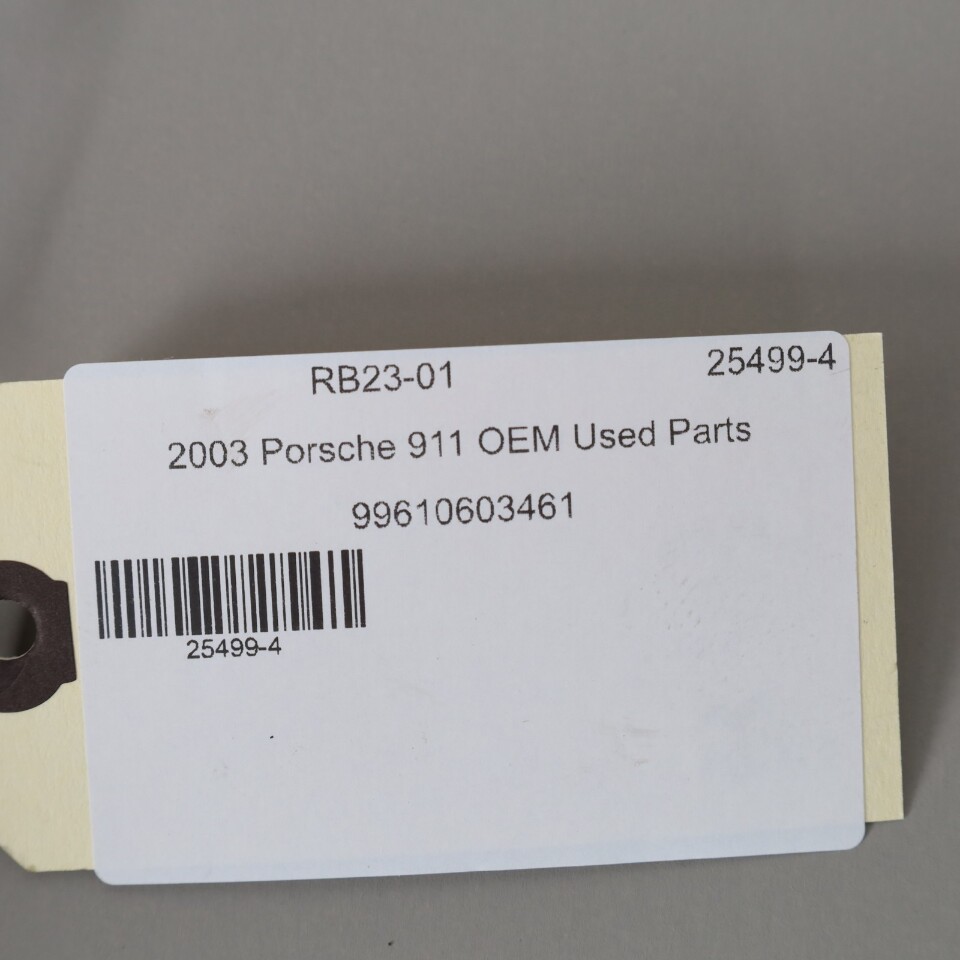 RB23-01 25499-4
2003 Porsche 911 OEM Used Parts
99610603461
25499-4